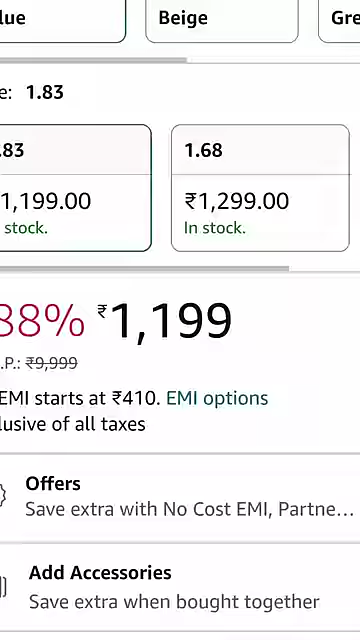 lue Beige Gre
e: 1.83
.83 1.68
1,199.00 ₹1,299.00
stock. In stock.
88% ₹1,199
.P.: ₹9,999
EMI starts at ₹410. EMI options
lusive of all taxes
Offers
Save extra with No Cost EMI, Partne...
Add Accessories
Save extra when bought together